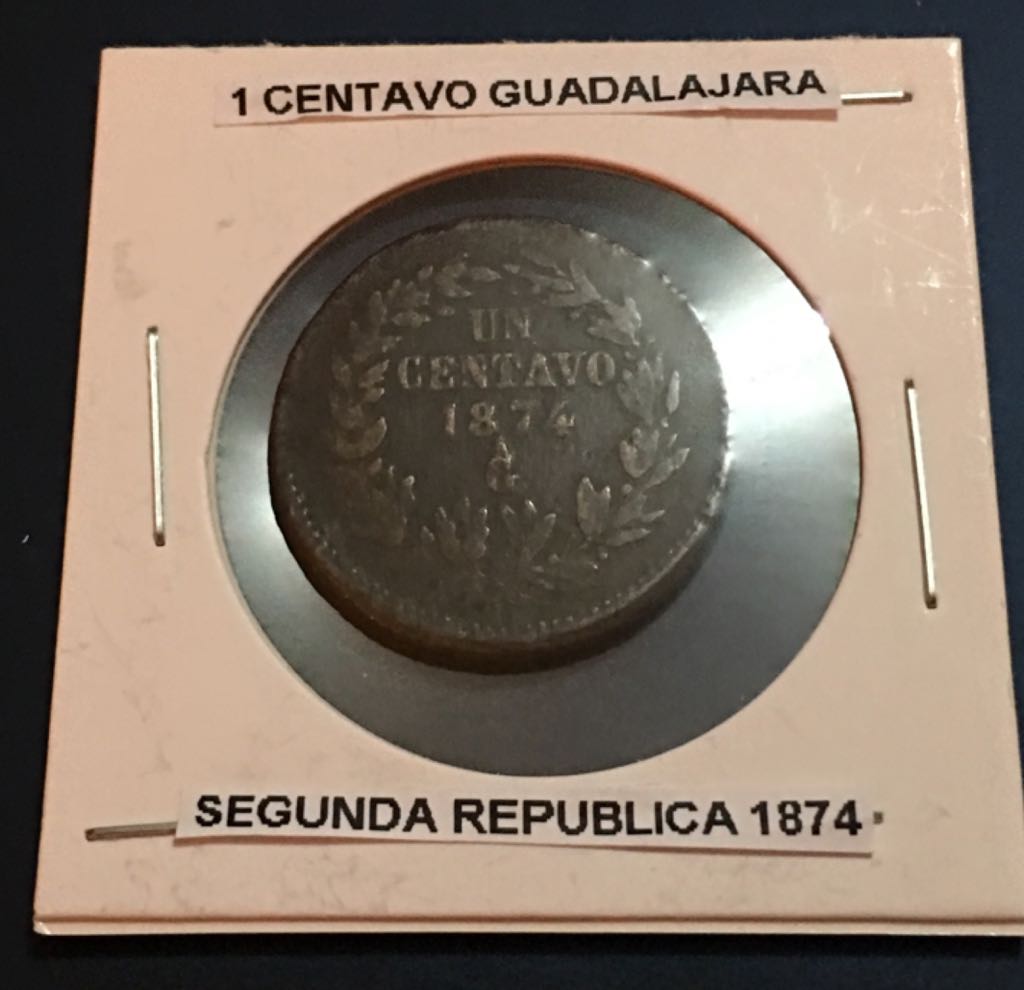 1 CENTAVO GUADALAJARA
UN
CENTAVO
1874
A
G
SEGUNDA REPUBLICA 1874